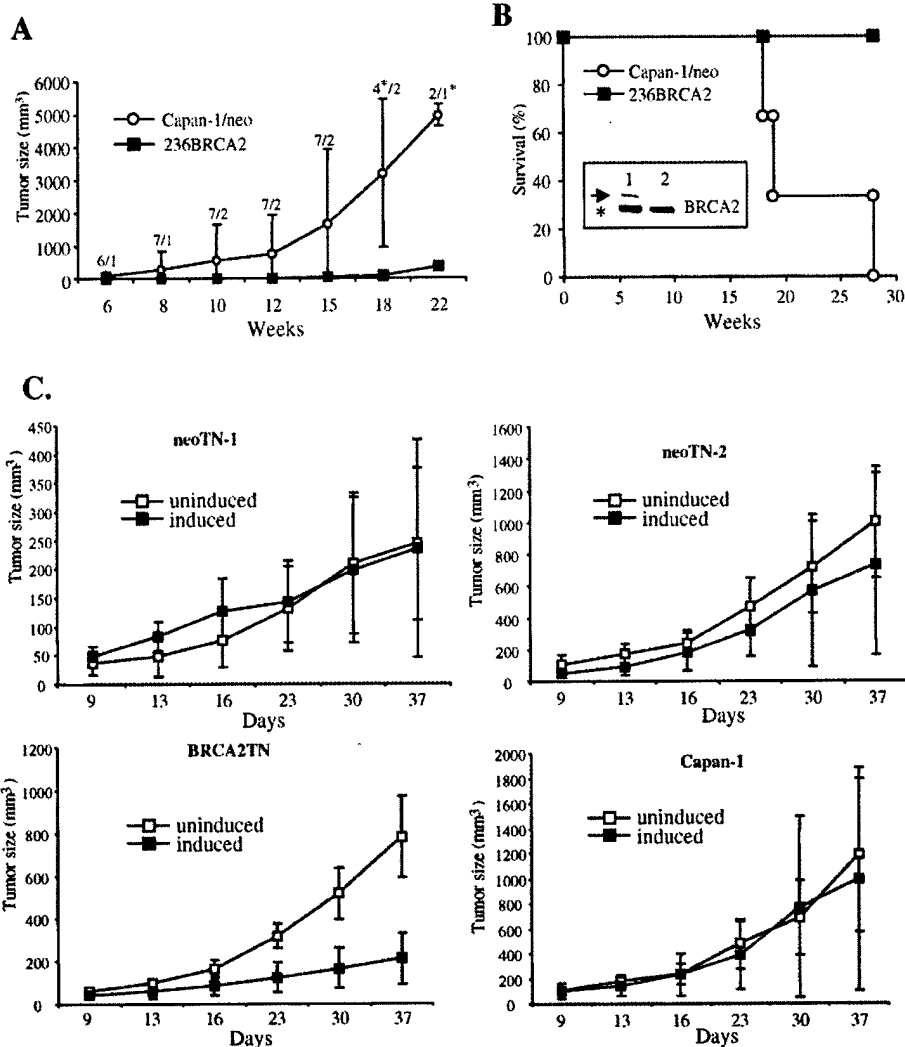 A
Tumor size (mm3)
6000
5000
4000
3000
2000
1000
0
Capan-1/neo
236BRCA2
6/1
7/1
7/2
7/2
7/2
4*/2
2/1*
6 8 10 12 15 18 22
Weeks
B
Survival (%)
100
80
60
40
20
0
Capan-1/neo
236BRCA2
1 2
* BRCA2
0 5 10 15 20 25 30
Weeks
C.
neoTN-1
Tumor size (mm3)
450
400
350
300
250
200
150
100
50
0
uninduced
induced
9 13 16 23 30 37
Days
neoTN-2
Tumor size (mm3)
1600
1400
1200
1000
800
600
400
200
0
uninduced
induced
9 13 16 23 30 37
Days
BRCA2TN
Tumor size (mm3)
1200
1000
800
600
400
200
0
uninduced
induced
9 13 16 23 30 37
Days
Capan-1
Tumor size (mm3)
2000
1800
1600
1400
1200
1000
800
600
400
200
0
uninduced
induced
9 13 16 23 30 37
Days